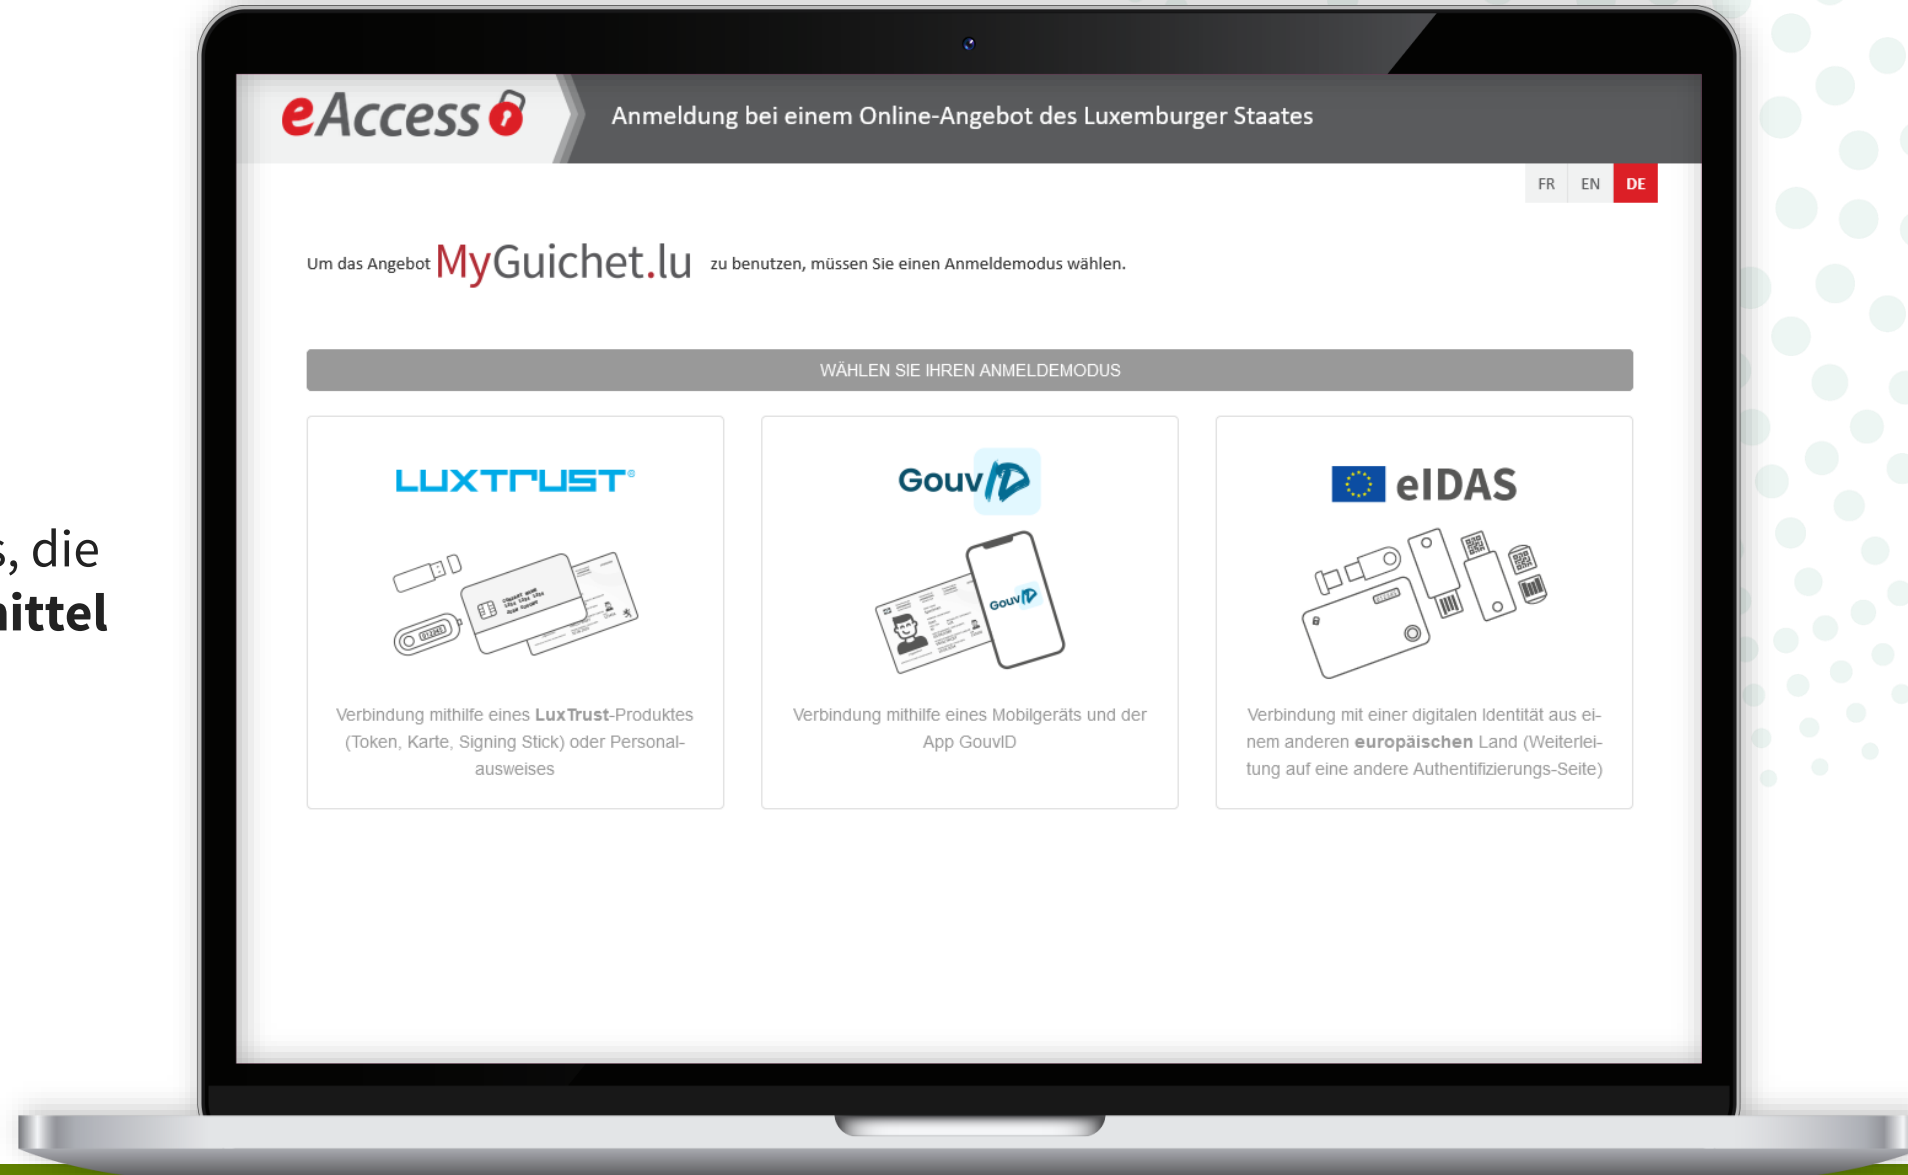 eAccess
Anmeldung bei einem Online-Angebot des Luxemburger Staates
FR EN DE
Um das Angebot MyGuichet.lu zu benutzen, müssen Sie einen Anmeldemodus wählen.
WÄHLEN SIE IHREN ANMELDEMODUS
LUXTRUST
Verbindung mithilfe eines LuxTrust-Produktes
(Token, Karte, Signing Stick) oder Personal-
ausweises
GouvID
GouvID
Verbindung mithilfe eines Mobilgeräts und der
App GouvID
eIDAS
Verbindung mit einer digitalen Identität aus ei-
nem anderen europäischen Land (Weiterlei-
tung auf eine andere Authentifizierungs-Seite)
s, die
nittel